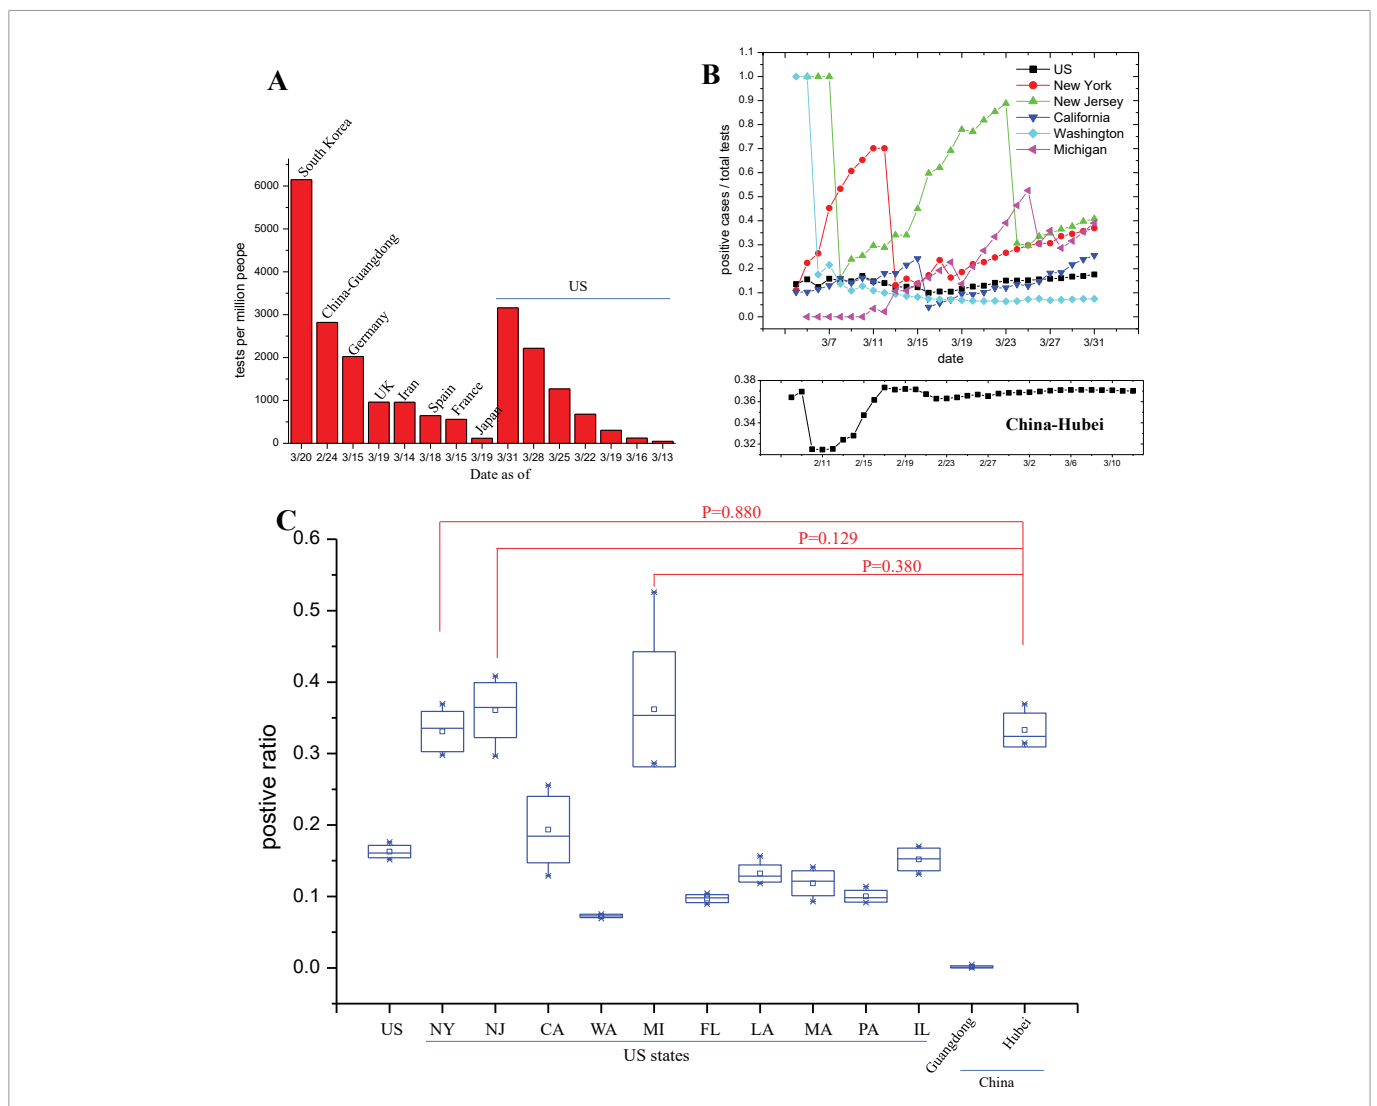 A
tests per million peope
6000
5000
4000
3000
2000
1000
0
South Korea
China-Guangdong
Germany
UK
Iran
Spain
France
Japan
US
3/20 2/24 3/15 3/19 3/14 3/18 3/15 3/19 3/31 3/28 3/25 3/22 3/19 3/16 3/13
Date as of
B
positive cases / total tests
1.1
1.0
0.9
0.8
0.7
0.6
0.5
0.4
0.3
0.2
0.1
0.0
US
New York
New Jersey
California
Washington
Michigan
3/7 3/11 3/15 3/19 3/23 3/27 3/31
date
0.38
0.36
0.34
0.32
China-Hubei
2/11 2/15 2/19 2/23 2/27 3/2 3/6 3/10
C
P=0.880
P=0.129
P=0.380
postive ratio
0.6
0.5
0.4
0.3
0.2
0.1
0.0
US NY NJ CA WA MI FL LA MA PA IL Guangdong Hubei
US states
China